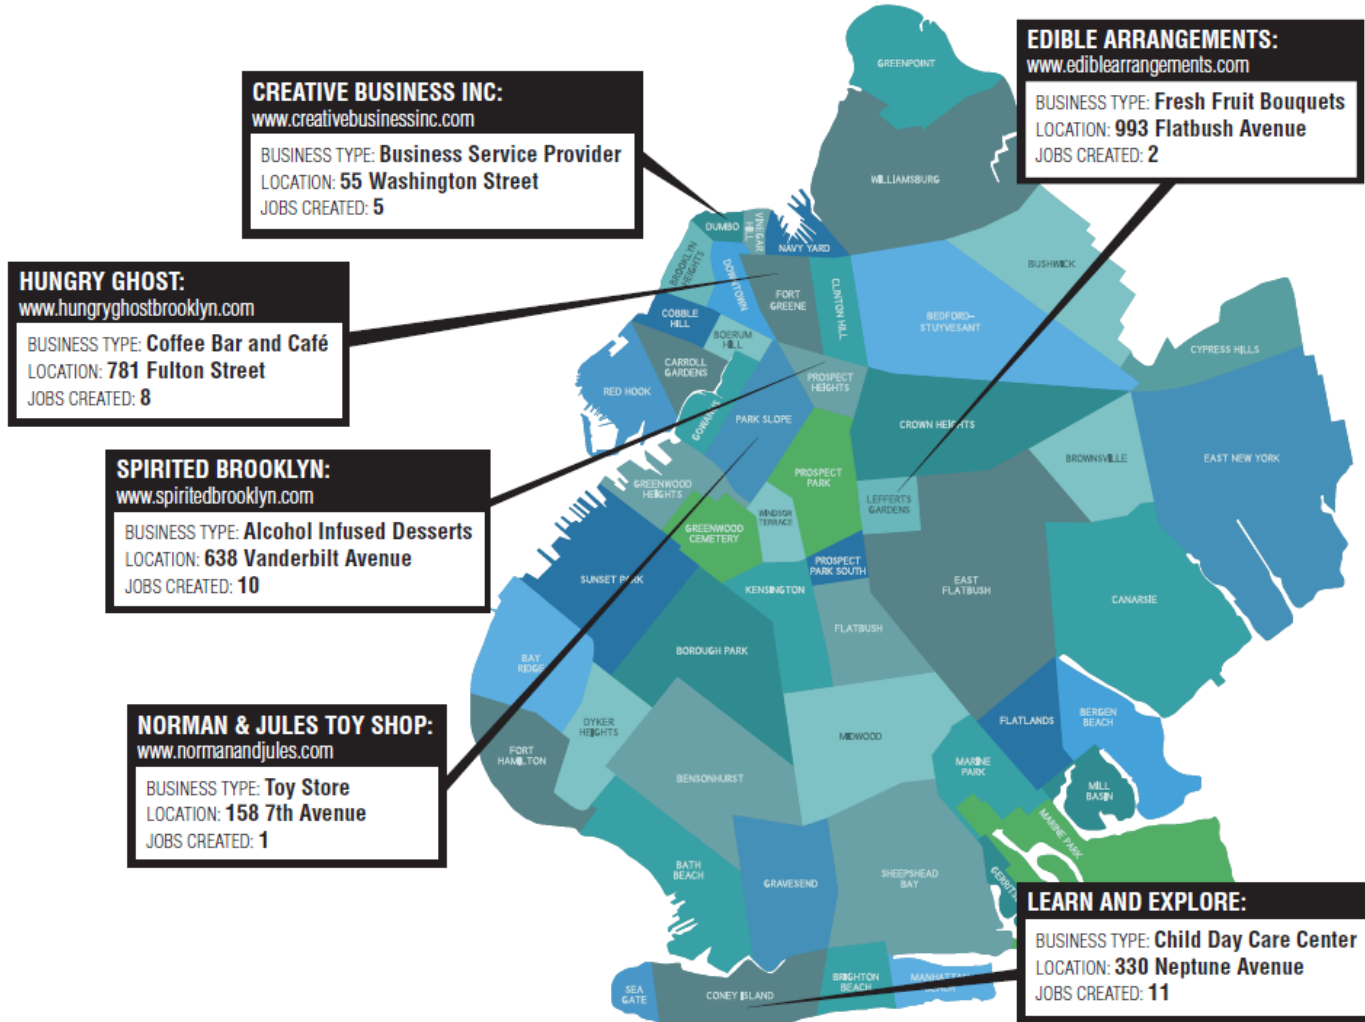 CREATIVE BUSINESS INC:
www.creativebusinessinc.com
BUSINESS TYPE: Business Service Provider
LOCATION: 55 Washington Street
JOBS CREATED: 5
EDIBLE ARRANGEMENTS:
www.ediblearrangements.com
BUSINESS TYPE: Fresh Fruit Bouquets
LOCATION: 993 Flatbush Avenue
JOBS CREATED: 2
HUNGRY GHOST:
www.hungryghostbrooklyn.com
BUSINESS TYPE: Coffee Bar and Café
LOCATION: 781 Fulton Street
JOBS CREATED: 8
SPIRITED BROOKLYN:
www.spiritedbrooklyn.com
BUSINESS TYPE: Alcohol Infused Desserts
LOCATION: 638 Vanderbilt Avenue
JOBS CREATED: 10
NORMAN & JULES TOY SHOP:
www.normanandjules.com
BUSINESS TYPE: Toy Store
LOCATION: 158 7th Avenue
JOBS CREATED: 1
LEARN AND EXPLORE:
BUSINESS TYPE: Child Day Care Center
LOCATION: 330 Neptune Avenue
JOBS CREATED: 11
GREENPOINT
WILLIAMSBURG
DUMBO
VINEGAR
HILL
NAVY YARD
BROOKLYN
HEIGHTS
DOWNTOWN
FORT
GREENE
CLINTON HILL
BEDFORD-
STUYVESANT
BUSHWICK
COBBLE
HILL
BOERUM
HILL
CARROLL
GARDENS
RED HOOK
GOWANUS
PARK SLOPE
PROSPECT
HEIGHTS
CROWN HEIGHTS
CYPRESS HILLS
BROWNSVILLE
EAST NEW YORK
GREENWOOD
HEIGHTS
PROSPECT
PARK
LEFFERTS
GARDENS
WINDSOR
TERRACE
GREENWOOD
CEMETERY
PROSPECT
PARK SOUTH
SUNSET PARK
KENSINGTON
EAST
FLATBUSH
CANARSIE
FLATBUSH
BAY
RIDGE
BOROUGH PARK
DYKER
HEIGHTS
FORT
HAMILTON
MIDWOOD
FLATLANDS
BERGEN
BEACH
BENSONHURST
MARINE
PARK
MILL
BASIN
MARINE PARK
BATH
BEACH
GRAVESEND
SHEEPSHEAD
BAY
SEA
GATE
CONEY ISLAND
BRIGHTON
BEACH